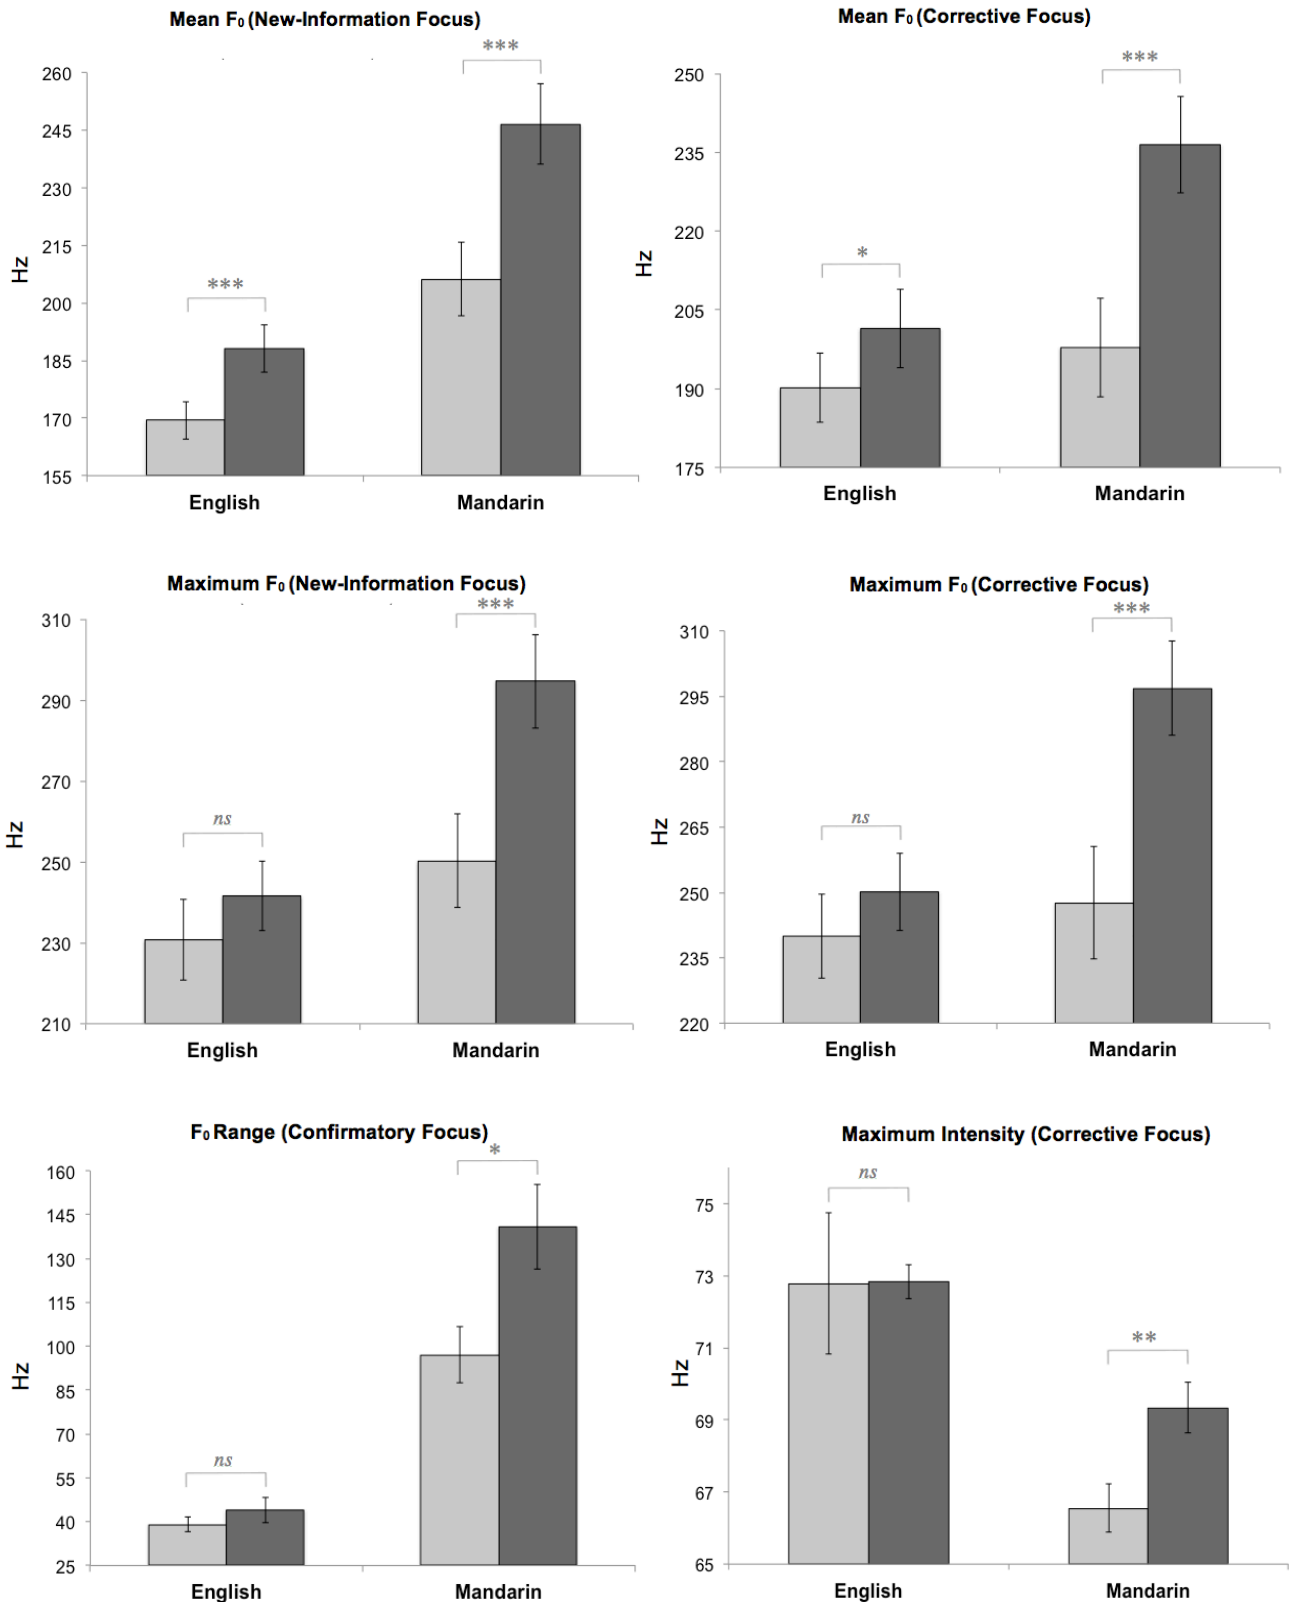 Mean F₀ (New-Information Focus)
***
260
245
230
215
200
185
170
155
Hz
***
English
Mandarin
Mean F₀ (Corrective Focus)
***
250
235
220
205
190
175
Hz
*
English
Mandarin
Maximum F₀ (New-Information Focus)
***
310
290
270
250
230
210
Hz
ns
English
Mandarin
Maximum F₀ (Corrective Focus)
***
310
295
280
265
250
235
220
Hz
ns
English
Mandarin
F₀ Range (Confirmatory Focus)
*
160
145
130
115
100
85
70
55
40
25
Hz
ns
English
Mandarin
Maximum Intensity (Corrective Focus)
ns
75
73
71
69
67
65
Hz
**
English
Mandarin